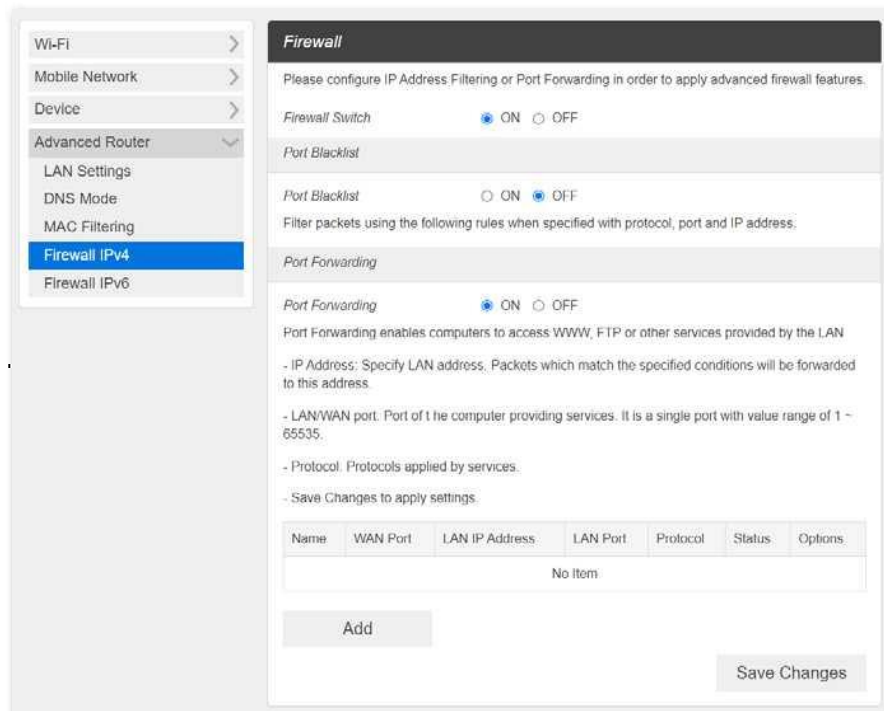 Wi-Fi
Mobile Network
Device
Advanced Router
LAN Settings
DNS Mode
MAC Filtering
Firewall IPv4
Firewall IPv6
Firewall
Please configure IP Address Filtering or Port Forwarding in order to apply advanced firewall features.
Firewall Switch ON OFF
Port Blacklist
Port Blacklist ON OFF
Filter packets using the following rules when specified with protocol, port and IP address.
Port Forwarding
Port Forwarding ON OFF
Port Forwarding enables computers to access WWW, FTP or other services provided by the LAN
- IP Address: Specify LAN address. Packets which match the specified conditions will be forwarded
to this address.
- LAN/WAN port: Port of t he computer providing services. It is a single port with value range of 1 ~
65535.
- Protocol: Protocols applied by services.
- Save Changes to apply settings.
Name WAN Port LAN IP Address LAN Port Protocol Status Options
No Item
Add
Save Changes